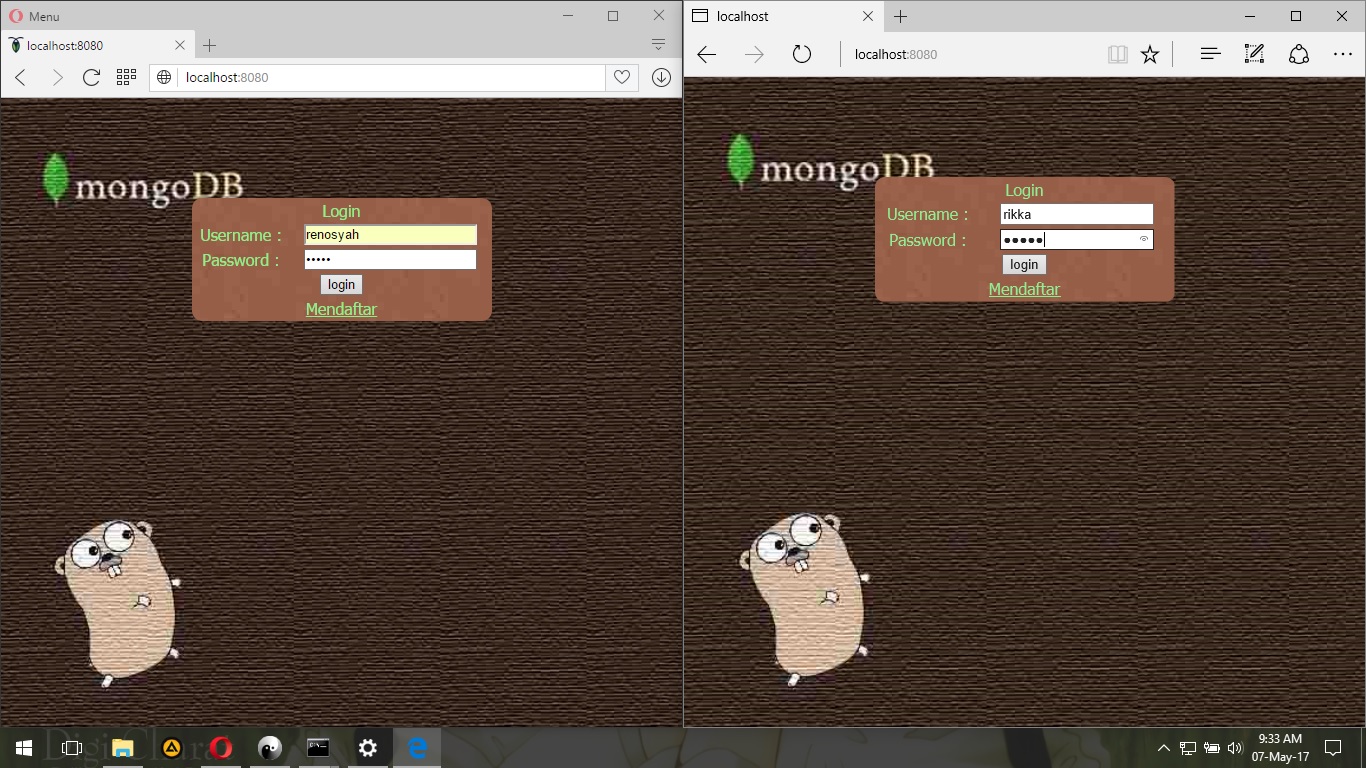 Menu
localhost:8080
localhost:8080
mongoDB
Login
Username :
renosyah
Password :
•••••
login
Mendaftar
localhost
localhost:8080
mongoDB
Login
Username :
rikka
Password :
●●●●●
login
Mendaftar
9:33 AM
07-May-17